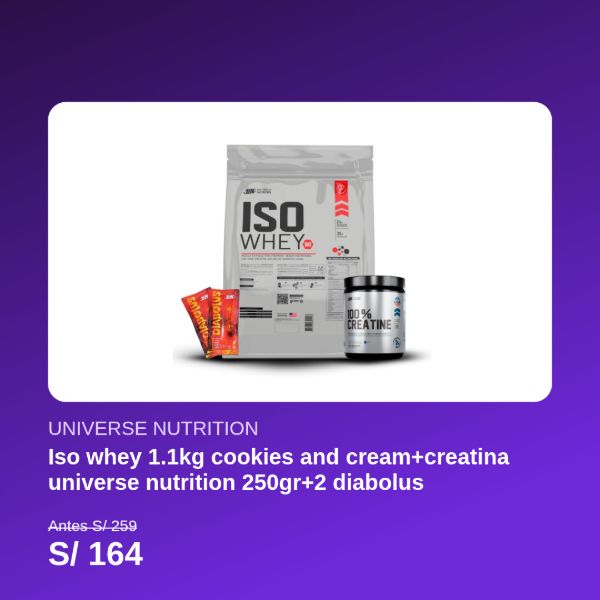 ISO
WHEY 90
100%
CREATINE
UNIVERSE NUTRITION
Iso whey 1.1kg cookies and cream+creatina
universe nutrition 250gr+2 diabolus
Antes S/ 259
S/ 164